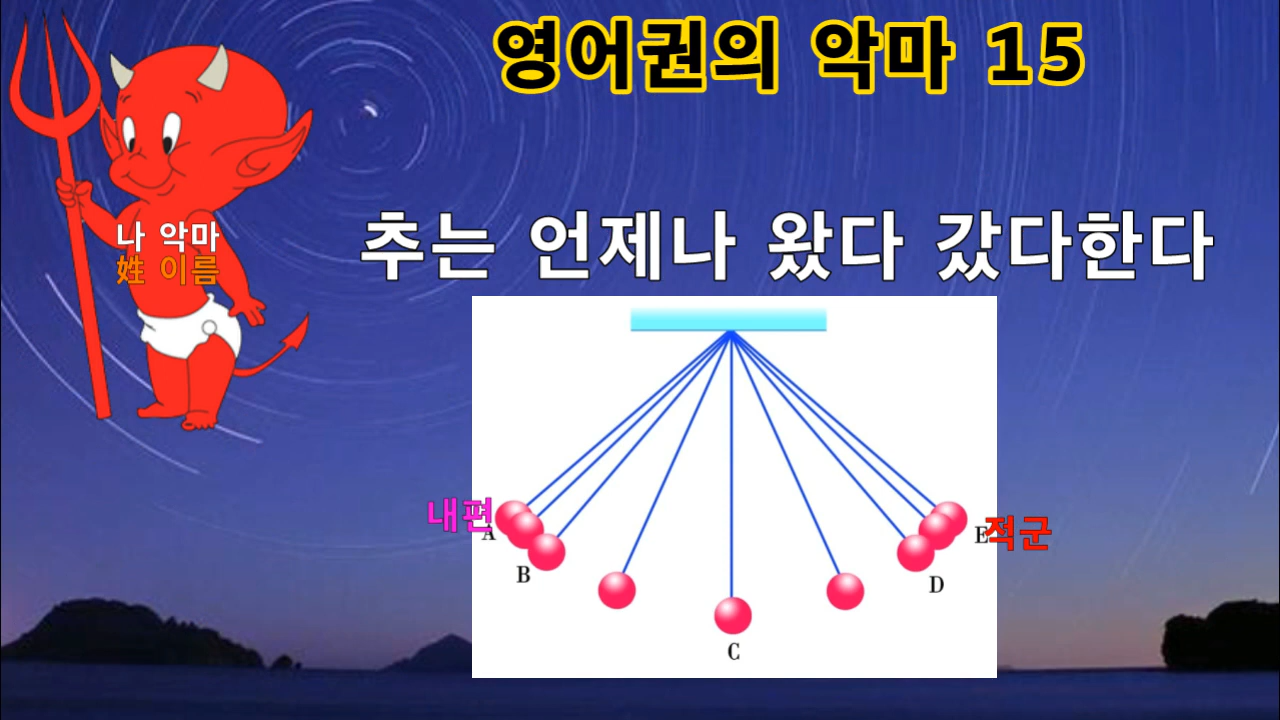 영어권의 악마 15
나 악마
姓 이름
추는 언제나 왔다 갔다한다
내편
A
B
C
D
E
적군